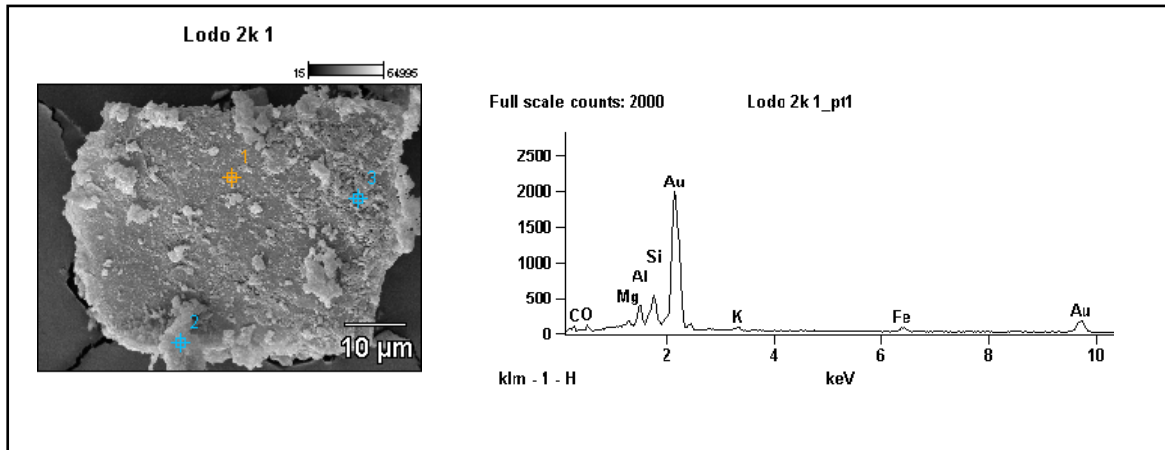 Lodo 2k 1
15 64995
1
3
2
10 µm
Full scale counts: 2000 Lodo 2k 1_pt1
2500
2000
1500
1000
500
0
Au
Si
Al
Mg
C O
K
Fe
Au
2 4 6 8 10
klm - 1 - H keV